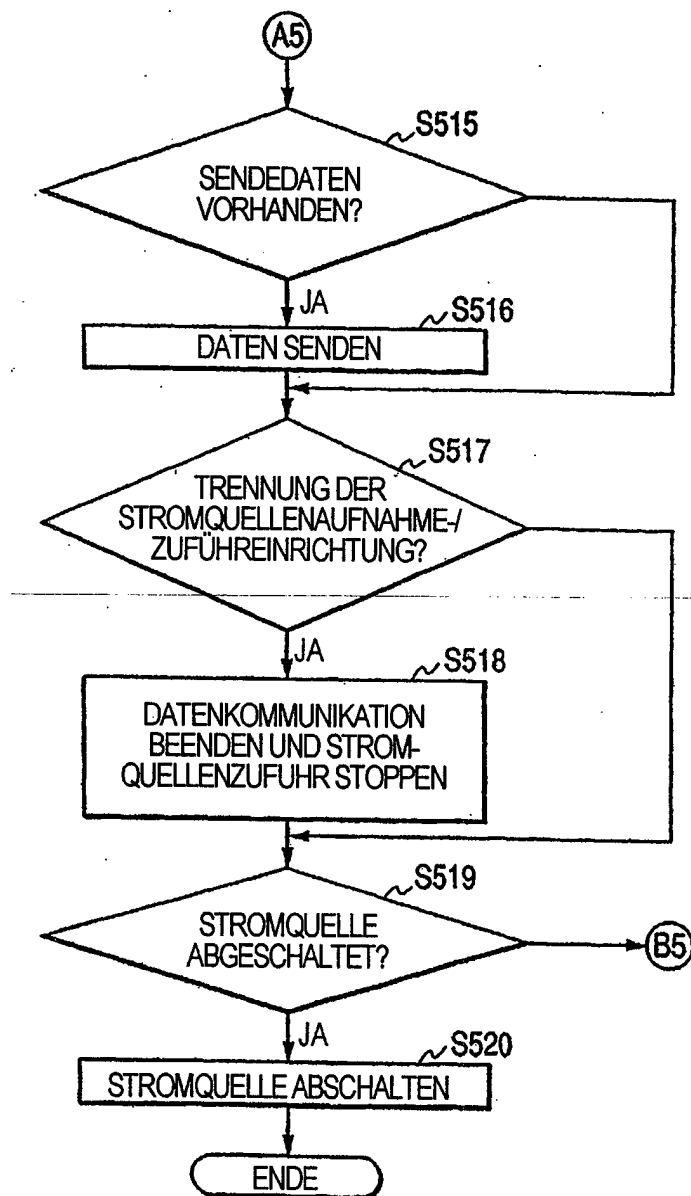 A5
S515
SENDEDATEN
VORHANDEN?
JA
S516
DATEN SENDEN
S517
TRENNUNG DER
STROMQUELLENAUFNAHME-/
ZUFÜHREINRICHTUNG?
JA
S518
DATENKOMMUNIKATION
BEENDEN UND STROM-
QUELLENZUFUHR STOPPEN
S519
STROMQUELLE
ABGESCHALTET?
B5
JA
S520
STROMQUELLE ABSCHALTEN
ENDE